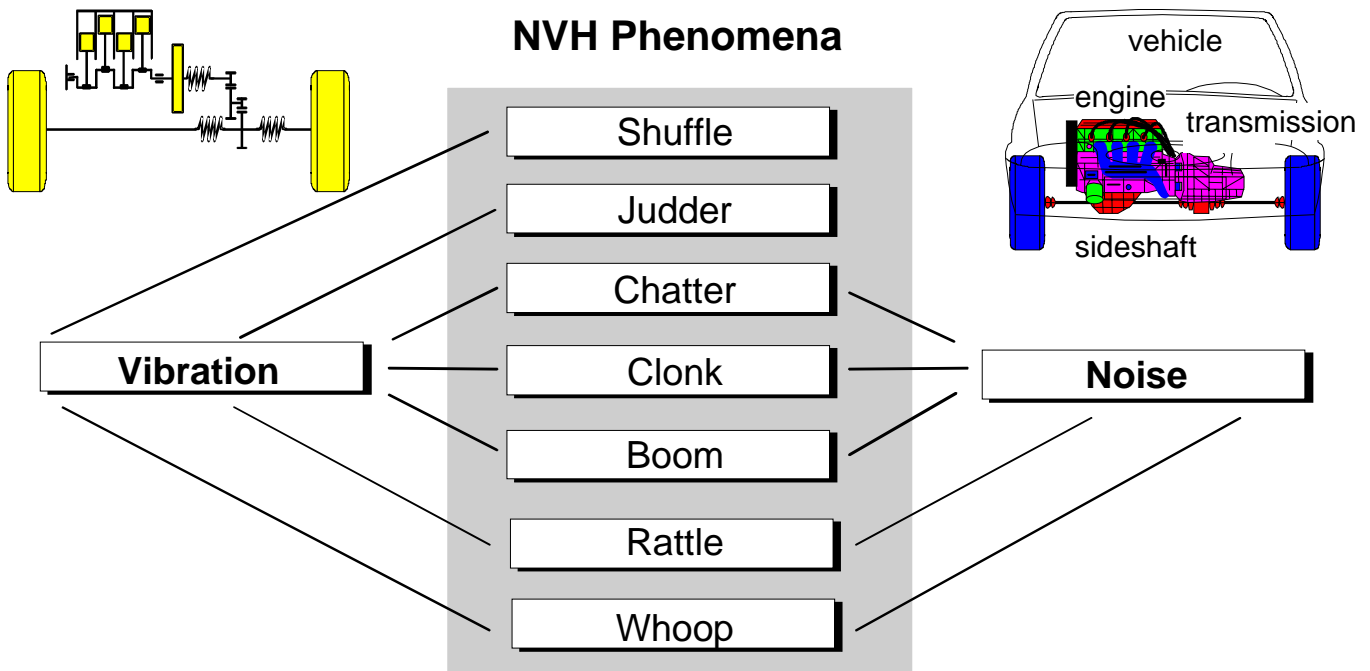 NVH Phenomena
vehicle
engine
transmission
sideshaft
Shuffle
Judder
Chatter
Vibration
Clonk
Noise
Boom
Rattle
Whoop